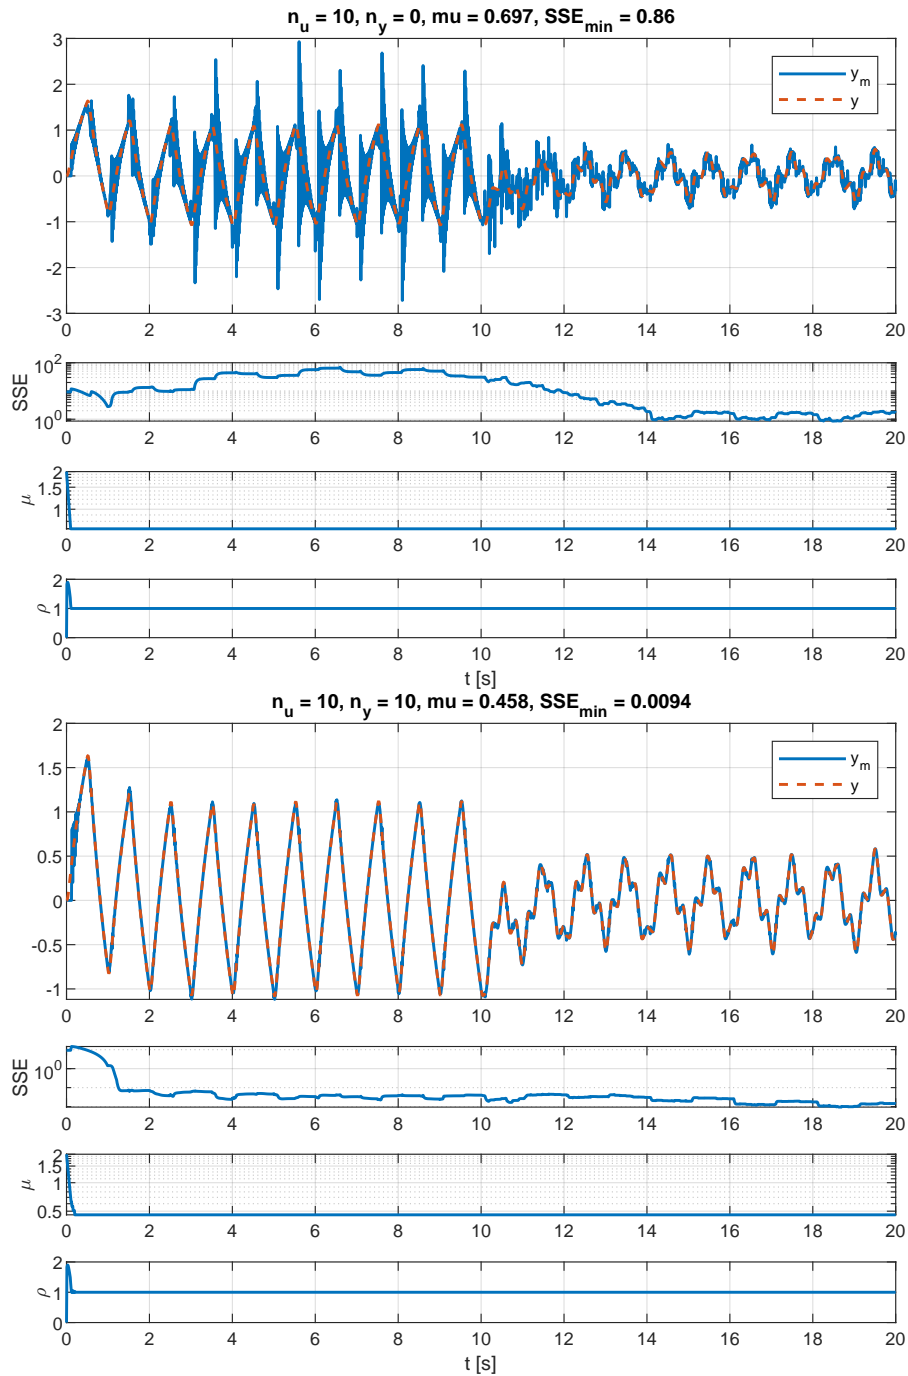 n_u = 10, n_y = 0, mu = 0.697, SSE_min = 0.86
3
2
1
0
-1
-2
-3
y_m
y
0 2 4 6 8 10 12 14 16 18 20
SSE
10^2
10^0
0 2 4 6 8 10 12 14 16 18 20
μ
2
1.5
1
0 2 4 6 8 10 12 14 16 18 20
ρ
2
1
0
0 2 4 6 8 10 12 14 16 18 20
t [s]
n_u = 10, n_y = 10, mu = 0.458, SSE_min = 0.0094
2
1.5
1
0.5
0
-0.5
-1
y_m
y
0 2 4 6 8 10 12 14 16 18 20
SSE
10^0
0 2 4 6 8 10 12 14 16 18 20
μ
2
1.5
1
0.5
0 2 4 6 8 10 12 14 16 18 20
ρ
2
1
0
0 2 4 6 8 10 12 14 16 18 20
t [s]